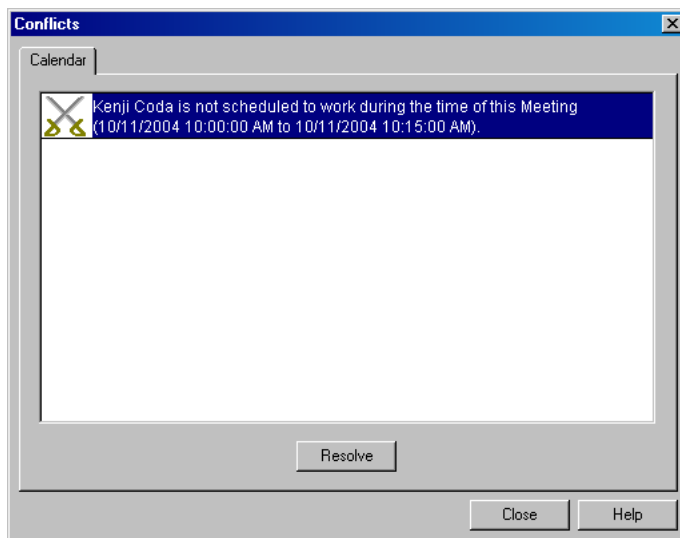 Conflicts
Calendar
Kenji Coda is not scheduled to work during the time of this Meeting
(10/11/2004 10:00:00 AM to 10/11/2004 10:15:00 AM).
Resolve
Close
Help